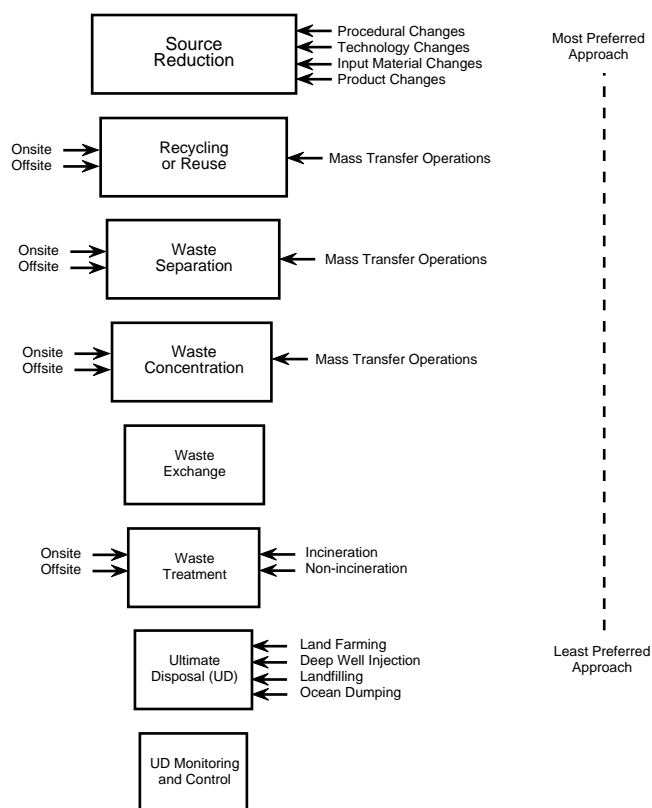 Source
Reduction
Procedural Changes
Technology Changes
Input Material Changes
Product Changes
Most Preferred
Approach
Onsite
Offsite
Recycling
or Reuse
Mass Transfer Operations
Onsite
Offsite
Waste
Separation
Mass Transfer Operations
Onsite
Offsite
Waste
Concentration
Mass Transfer Operations
Waste
Exchange
Onsite
Offsite
Waste
Treatment
Incineration
Non-incineration
Ultimate
Disposal (UD)
Land Farming
Deep Well Injection
Landfilling
Ocean Dumping
Least Preferred
Approach
UD Monitoring
and Control